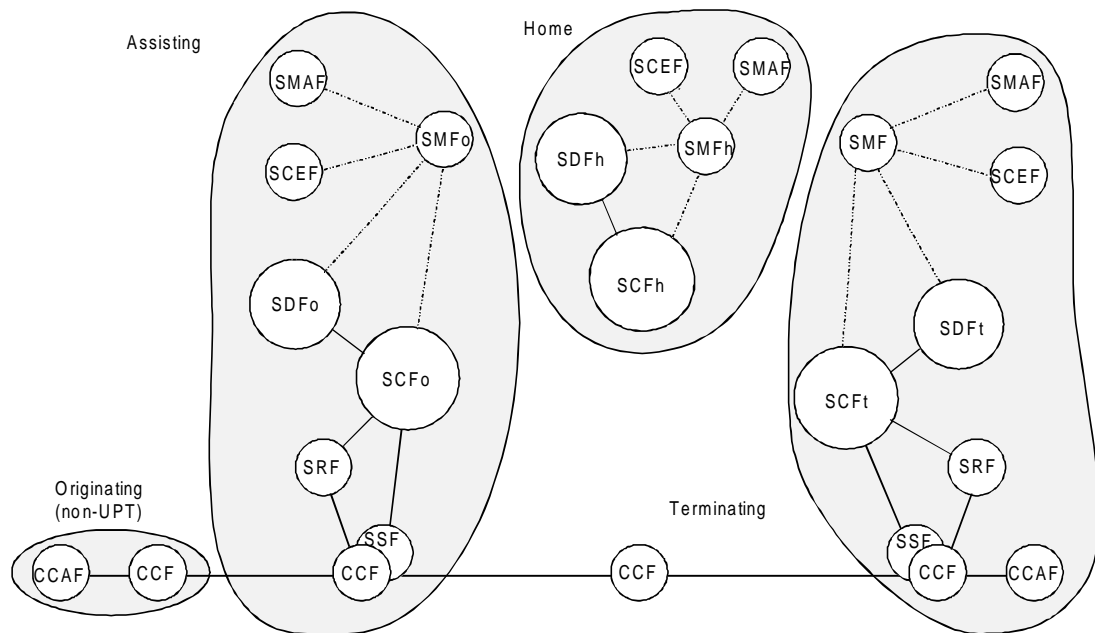 Assisting
SMAF
SMFo
SCEF
SDFo
SCFo
SRF
SSF
CCF
Originating
(non-UPT)
CCAF
CCF
Home
SCEF
SMAF
SDFh
SMFh
SCFh
CCF
Terminating
SMAF
SMF
SCEF
SDFt
SCFt
SRF
SSF
CCF
CCAF